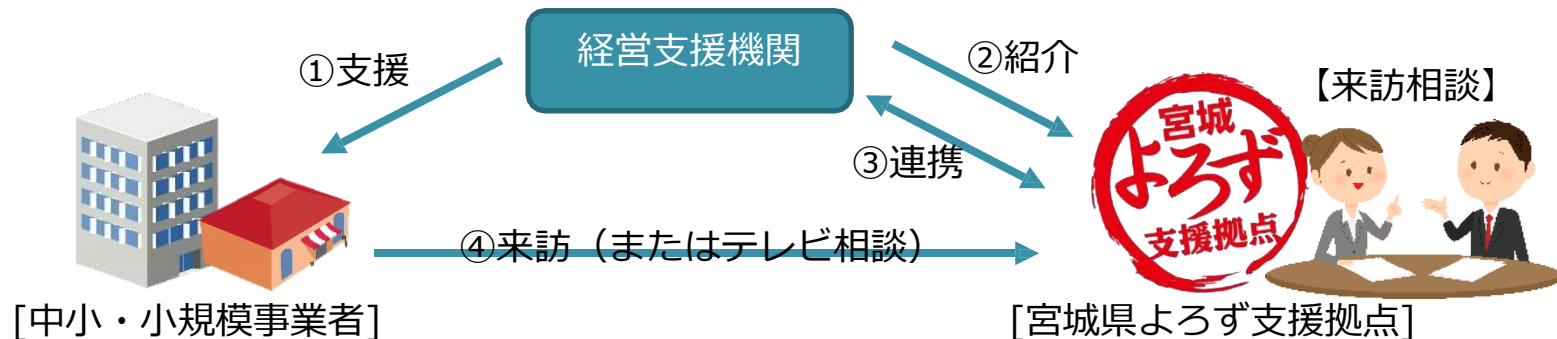 経営支援機関
①支援
②紹介
【来訪相談】
宮城
よろず
支援拠点
③連携
④来訪（またはテレビ相談）
[中小・小規模事業者]
[宮城県よろず支援拠点]